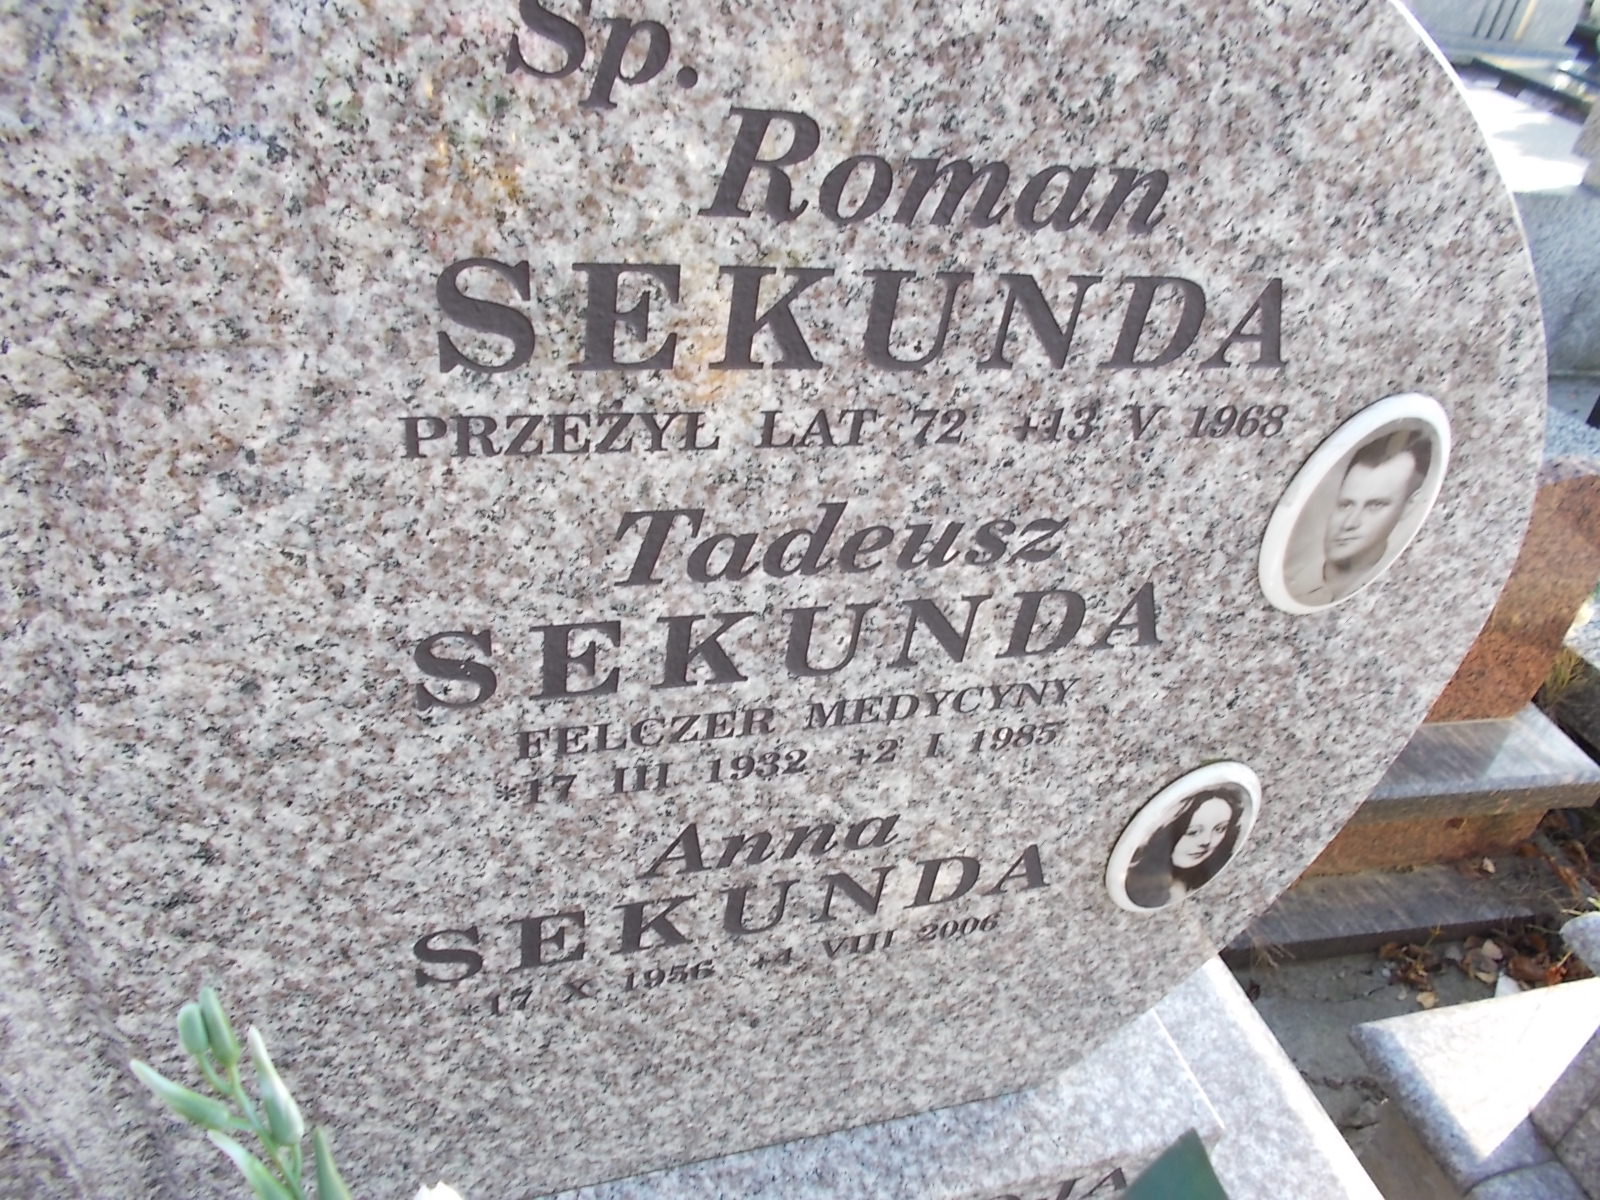 Śp.
Roman
SEKUNDA
PRZEŻYŁ LAT 72 +13 V 1968
Tadeusz
SEKUNDA
FELCZER MEDYCYNY
*17 III 1932 +2 I 1985
Anna
SEKUNDA
*17 X 1956 +4 VIII 2006